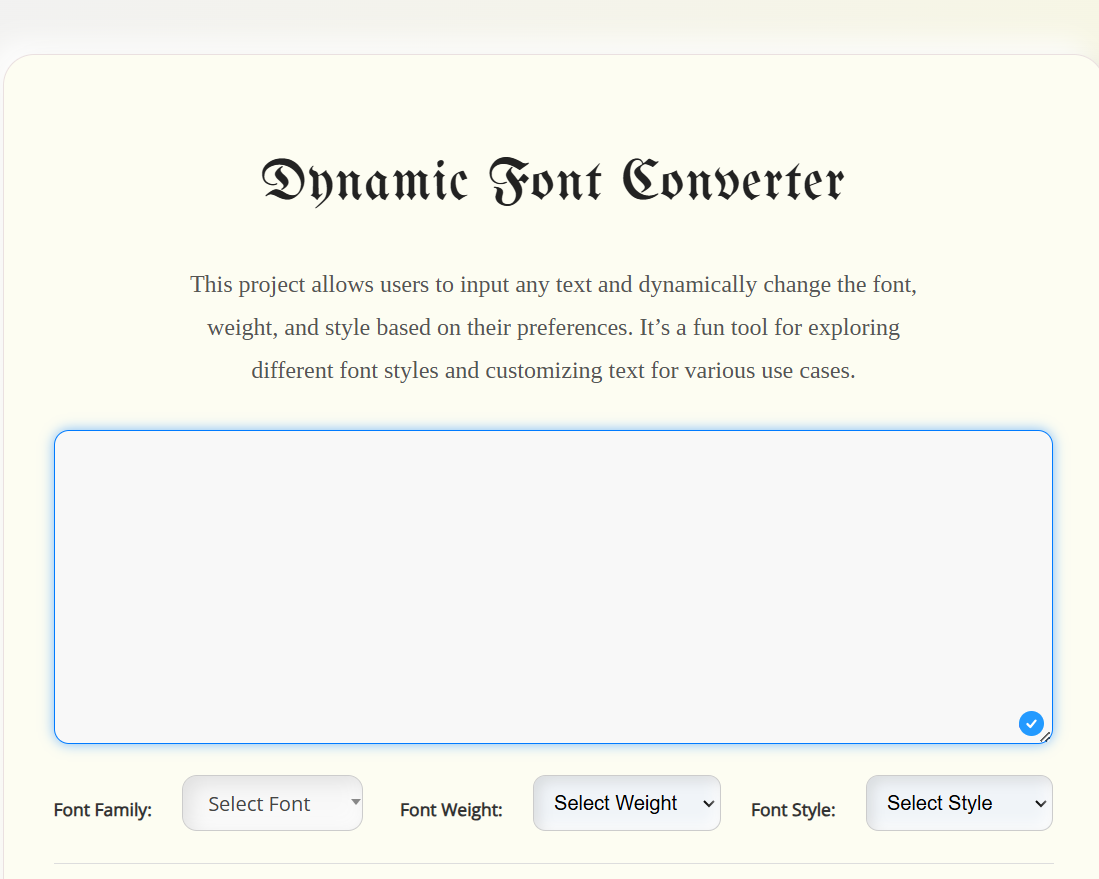 Dynamic Font Converter
This project allows users to input any text and dynamically change the font,
weight, and style based on their preferences. It’s a fun tool for exploring
different font styles and customizing text for various use cases.
Font Family: Select Font Font Weight: Select Weight Font Style: Select Style